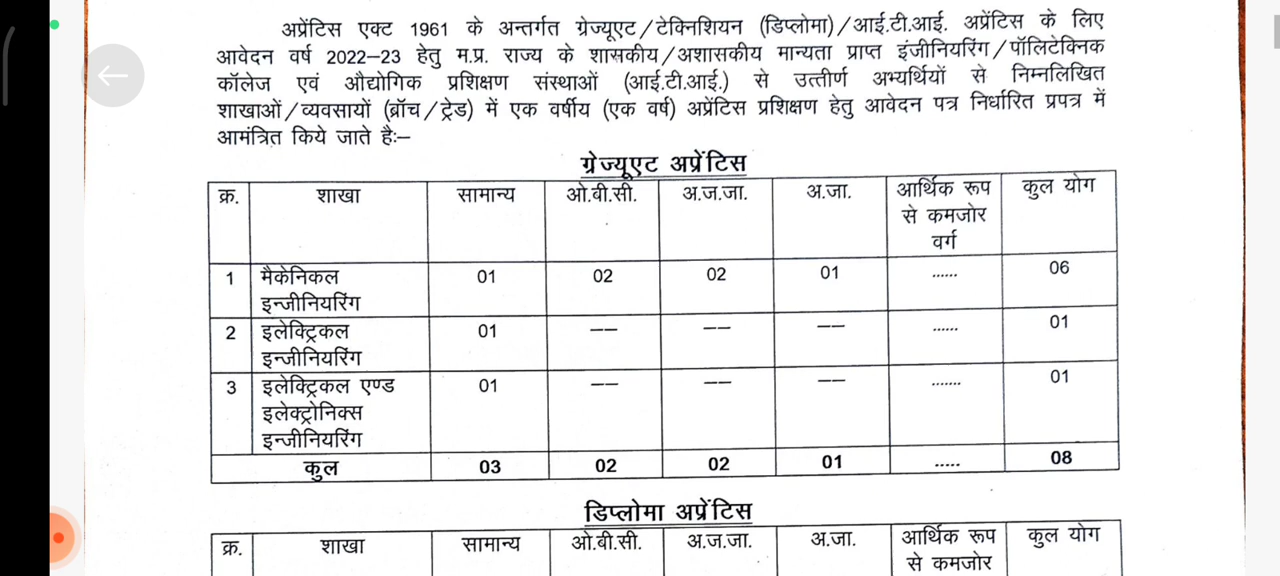 अप्रेंटिस एक्ट 1961 के अन्तर्गत ग्रेज्यूएट/टेक्निशियन (डिप्लोमा)/आई.टी.आई. अप्रेंटिस के लिए
आवेदन वर्ष 2022-23 हेतु म.प्र. राज्य के शासकीय/अशासकीय मान्यता प्राप्त इंजीनियरिंग/पॉलिटेक्निक
कॉलेज एवं औद्योगिक प्रशिक्षण संस्थाओं (आई.टी.आई.) से उत्तीर्ण अभ्यर्थियों से निम्नलिखित
शाखाओं/व्यवसायों (ब्रॉंच/ट्रेड) में एक वर्षीय (एक वर्ष) अप्रेंटिस प्रशिक्षण हेतु आवेदन पत्र निर्धारित प्रपत्र में
आमंत्रित किये जाते है:–
ग्रेज्यूएट अप्रेंटिस
क्र. शाखा सामान्य ओ.बी.सी. अ.ज.जा. अ.जा. आर्थिक रूप कुल योग
से कमजोर
वर्ग
1 मैकेनिकल 01 02 02 01 ...... 06
इन्जीनियरिंग
2 इलेक्ट्रिकल 01 –– –– –– ...... 01
इन्जीनियरिंग
3 इलेक्ट्रिकल एण्ड 01 –– –– –– ....... 01
इलेक्ट्रोनिक्स
इन्जीनियरिंग
कुल 03 02 02 01 ..... 08
डिप्लोमा अप्रेंटिस
क्र. शाखा सामान्य ओ.बी.सी. अ.ज.जा. अ.जा. आर्थिक रूप कुल योग
से कमजोर